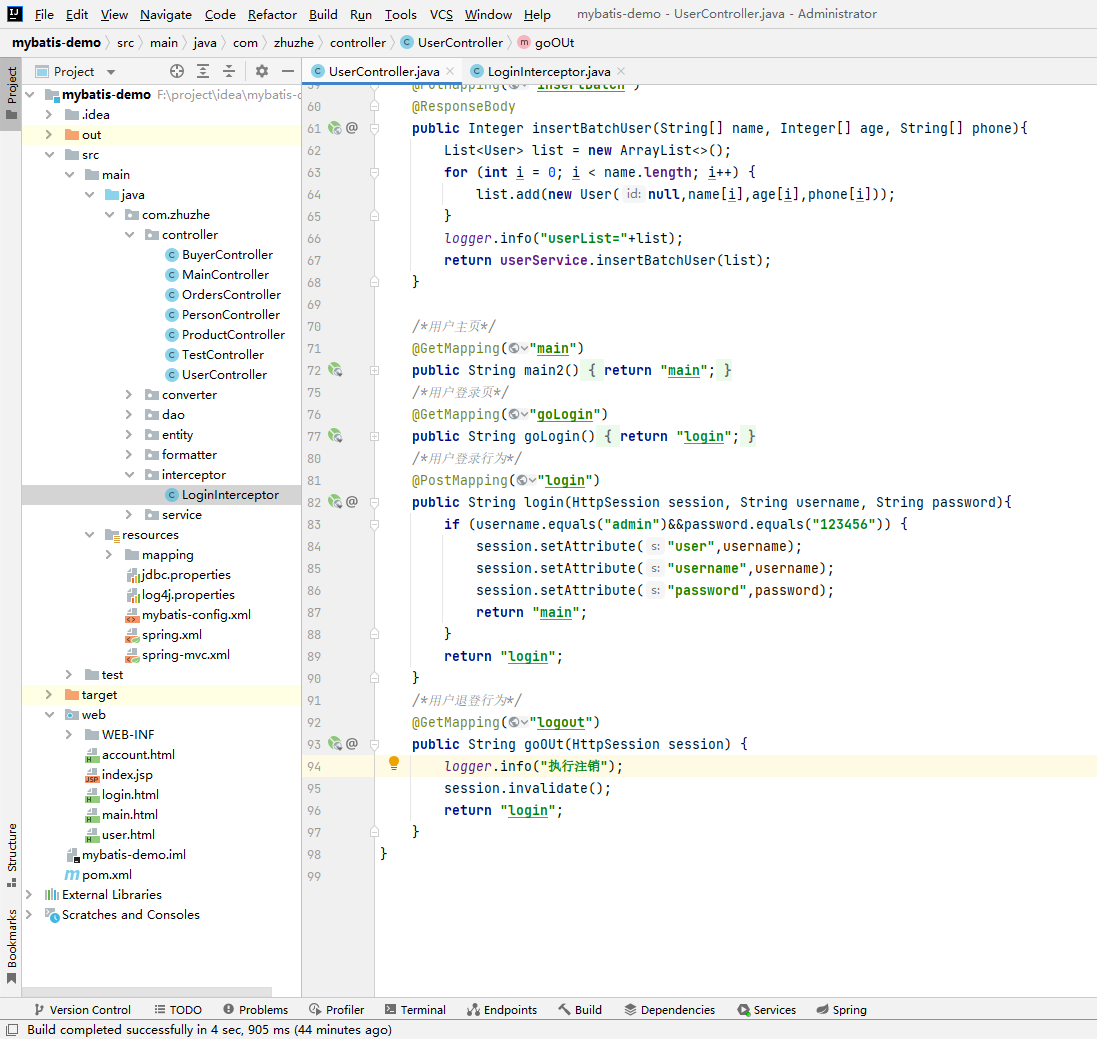 File Edit View Navigate Code Refactor Build Run Tools VCS Window Help mybatis-demo - UserController.java - Administrator
mybatis-demo src main java com zhuzhe controller UserController goOUt
Project
Project
UserController.java
LoginInterceptor.java
mybatis-demo F:\project\idea\mybatis-
.idea
out
src
main
java
com.zhuzhe
controller
BuyerController
MainController
OrdersController
PersonController
ProductController
TestController
UserController
converter
dao
entity
formatter
interceptor
LoginInterceptor
service
resources
mapping
jdbc.properties
log4j.properties
mybatis-config.xml
spring.xml
spring-mvc.xml
test
target
web
WEB-INF
account.html
index.jsp
login.html
main.html
user.html
mybatis-demo.iml
pom.xml
External Libraries
Scratches and Consoles
Structure
Bookmarks
59 "insertBatch")
60 @ResponseBody
61 @ public Integer insertBatchUser(String[] name, Integer[] age, String[] phone){
62 List<User> list = new ArrayList<>();
63 for (int i = 0; i < name.length; i++) {
64 list.add(new User( id: null,name[i],age[i],phone[i]));
65 }
66 logger.info("userList="+list);
67 return userService.insertBatchUser(list);
68 }
69
70 /*用户主页*/
71 @GetMapping("main")
72 public String main2() { return "main"; }
75 /*用户登录页*/
76 @GetMapping("goLogin")
77 public String goLogin() { return "login"; }
80 /*用户登录行为*/
81 @PostMapping("login")
82 @ public String login(HttpSession session, String username, String password){
83 if (username.equals("admin")&&password.equals("123456")) {
84 session.setAttribute( s: "user",username);
85 session.setAttribute( s: "username",username);
86 session.setAttribute( s: "password",password);
87 return "main";
88 }
89 return "login";
90 }
91 /*用户退登行为*/
92 @GetMapping("logout")
93 @ public String goOUt(HttpSession session) {
94 logger.info("执行注销");
95 session.invalidate();
96 return "login";
97 }
98 }
99
Version Control TODO Problems Profiler Terminal Endpoints Build Dependencies Services Spring
Build completed successfully in 4 sec, 905 ms (44 minutes ago)